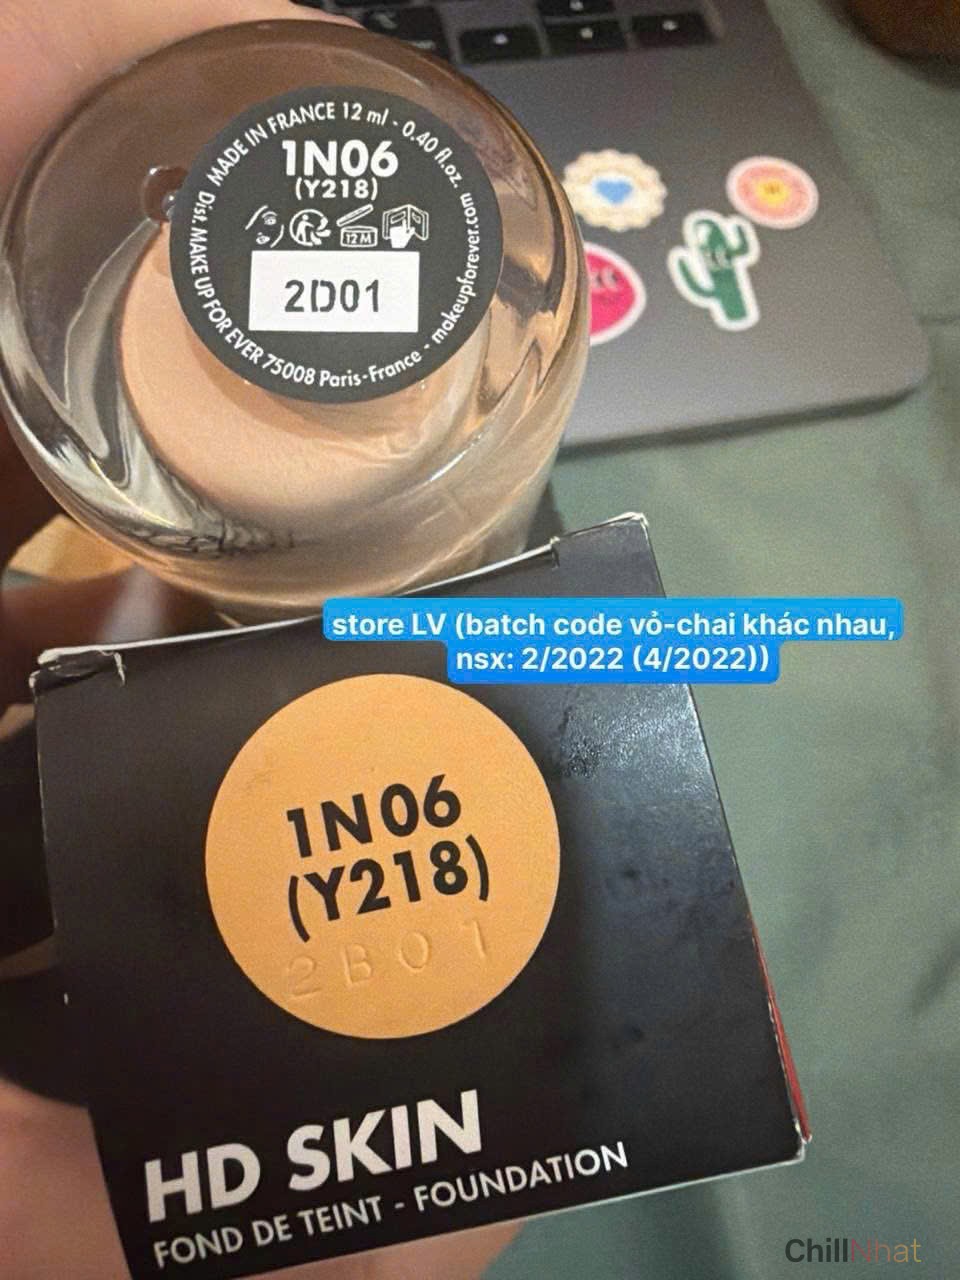 MADE IN FRANCE 12 ml - 0.40 fl.oz.
1N06
(Y218)
12 M
2D01
Dist. MAKE UP FOR EVER 75008 Paris-France - makeupforever.com
store LV (batch code vỏ-chai khác nhau,
nsx: 2/2022 (4/2022))
1N06
(Y218)
2B01
HD SKIN
FOND DE TEINT - FOUNDATION
ChillNhat